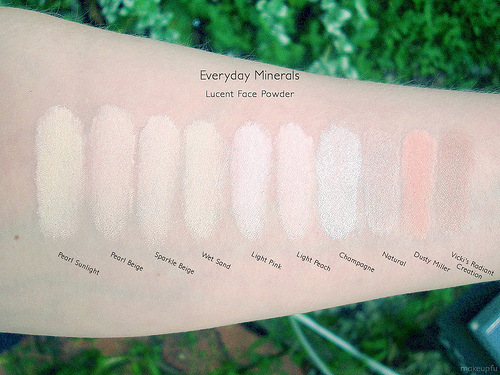 Everyday Minerals
Lucent Face Powder
Pearl Sunlight
Pearl Beige
Sparkle Beige
Wet Sand
Light Pink
Light Peach
Champagne
Natural
Dusty Miller
Vicki's Radiant
Creation
makeupfu